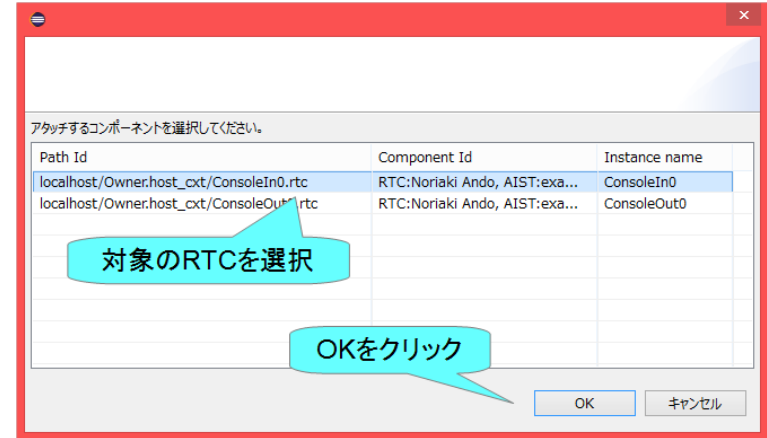 アタッチするコンポーネントを選択してください。
Path Id Component Id Instance name
localhost/Owner.host_cxt/ConsoleIn0.rtc RTC:Noriaki Ando, AIST:exa... ConsoleIn0
localhost/Owner.host_cxt/ConsoleOut0.rtc RTC:Noriaki Ando, AIST:exa... ConsoleOut0
対象のRTCを選択
OKをクリック
OK キャンセル